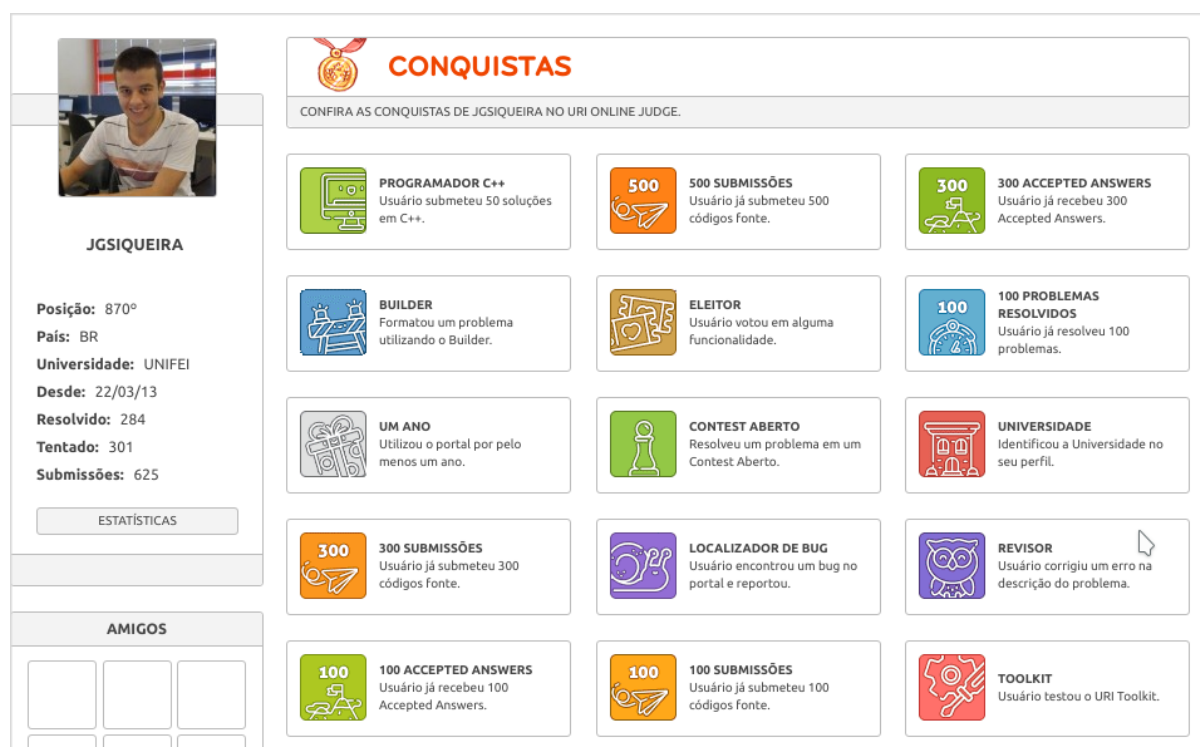 CONQUISTAS
CONFIRA AS CONQUISTAS DE JGSIQUEIRA NO URI ONLINE JUDGE.
JGSIQUEIRA
Posição: 870º
País: BR
Universidade: UNIFEI
Desde: 22/03/13
Resolvido: 284
Tentado: 301
Submissões: 625
ESTATÍSTICAS
AMIGOS
PROGRAMADOR C++
Usuário submeteu 50 soluções
em C++.
500
500 SUBMISSÕES
Usuário já submeteu 500
códigos fonte.
300
300 ACCEPTED ANSWERS
Usuário já recebeu 300
Accepted Answers.
BUILDER
Formatou um problema
utilizando o Builder.
ELEITOR
Usuário votou em alguma
funcionalidade.
100
100 PROBLEMAS
RESOLVIDOS
Usuário já resolveu 100
problemas.
UM ANO
Utilizou o portal por pelo
menos um ano.
CONTEST ABERTO
Resolveu um problema em um
Contest Aberto.
UNIVERSIDADE
Identificou a Universidade no
seu perfil.
300
300 SUBMISSÕES
Usuário já submeteu 300
códigos fonte.
LOCALIZADOR DE BUG
Usuário encontrou um bug no
portal e reportou.
REVISOR
Usuário corrigiu um erro na
descrição do problema.
100
100 ACCEPTED ANSWERS
Usuário já recebeu 100
Accepted Answers.
100
100 SUBMISSÕES
Usuário já submeteu 100
códigos fonte.
TOOLKIT
Usuário testou o URI Toolkit.